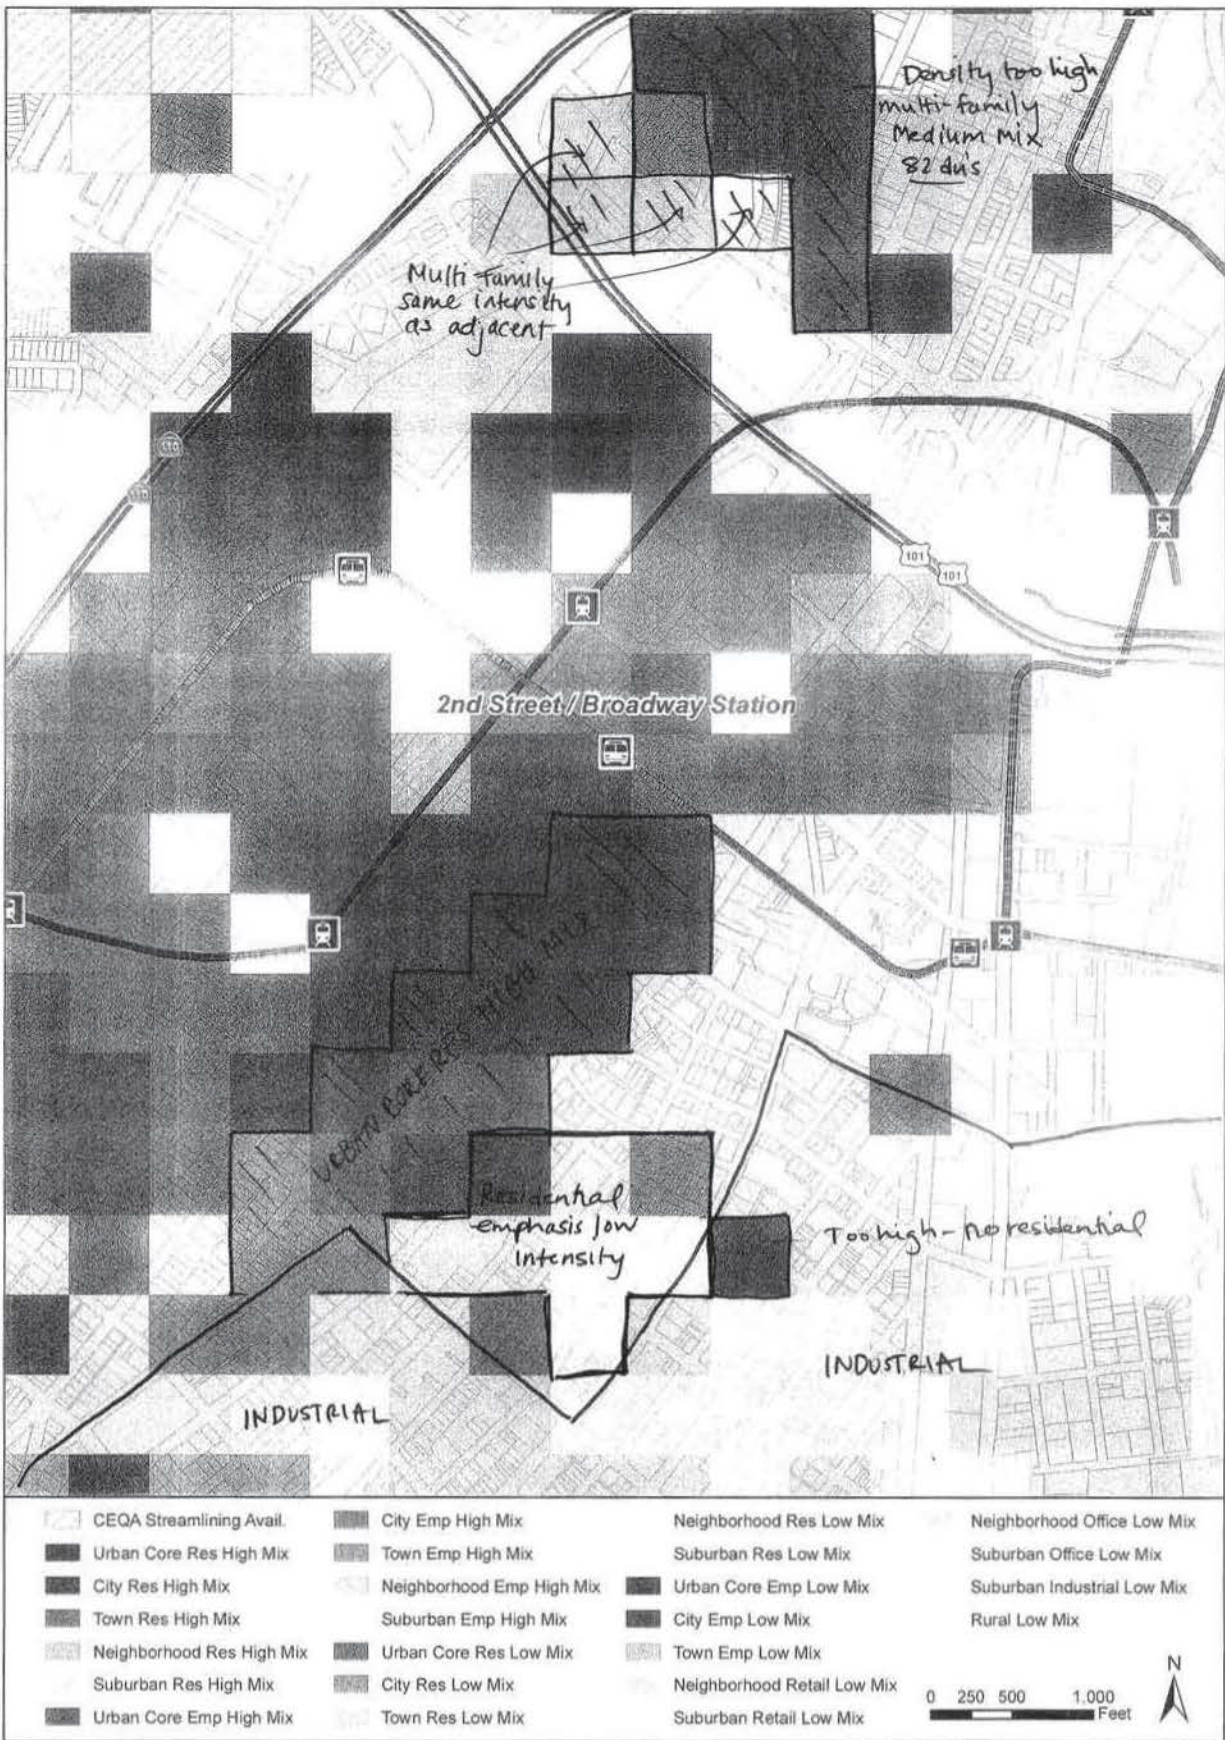 Density too high
multi-family
Medium mix
82 du's
Multi-family
same intensity
as adjacent
110
101
101
2nd Street / Broadway Station
URBAN CORE RES HIGH MIX
Residential
emphasis low
intensity
Too high - no residential
INDUSTRIAL
INDUSTRIAL
CEQA Streamlining Avail.
Urban Core Res High Mix
City Res High Mix
Town Res High Mix
Neighborhood Res High Mix
Suburban Res High Mix
Urban Core Emp High Mix
City Emp High Mix
Town Emp High Mix
Neighborhood Emp High Mix
Suburban Emp High Mix
Urban Core Res Low Mix
City Res Low Mix
Town Res Low Mix
Neighborhood Res Low Mix
Suburban Res Low Mix
Urban Core Emp Low Mix
City Emp Low Mix
Town Emp Low Mix
Neighborhood Retail Low Mix
Suburban Retail Low Mix
Neighborhood Office Low Mix
Suburban Office Low Mix
Suburban Industrial Low Mix
Rural Low Mix
N
0 250 500 1,000
Feet